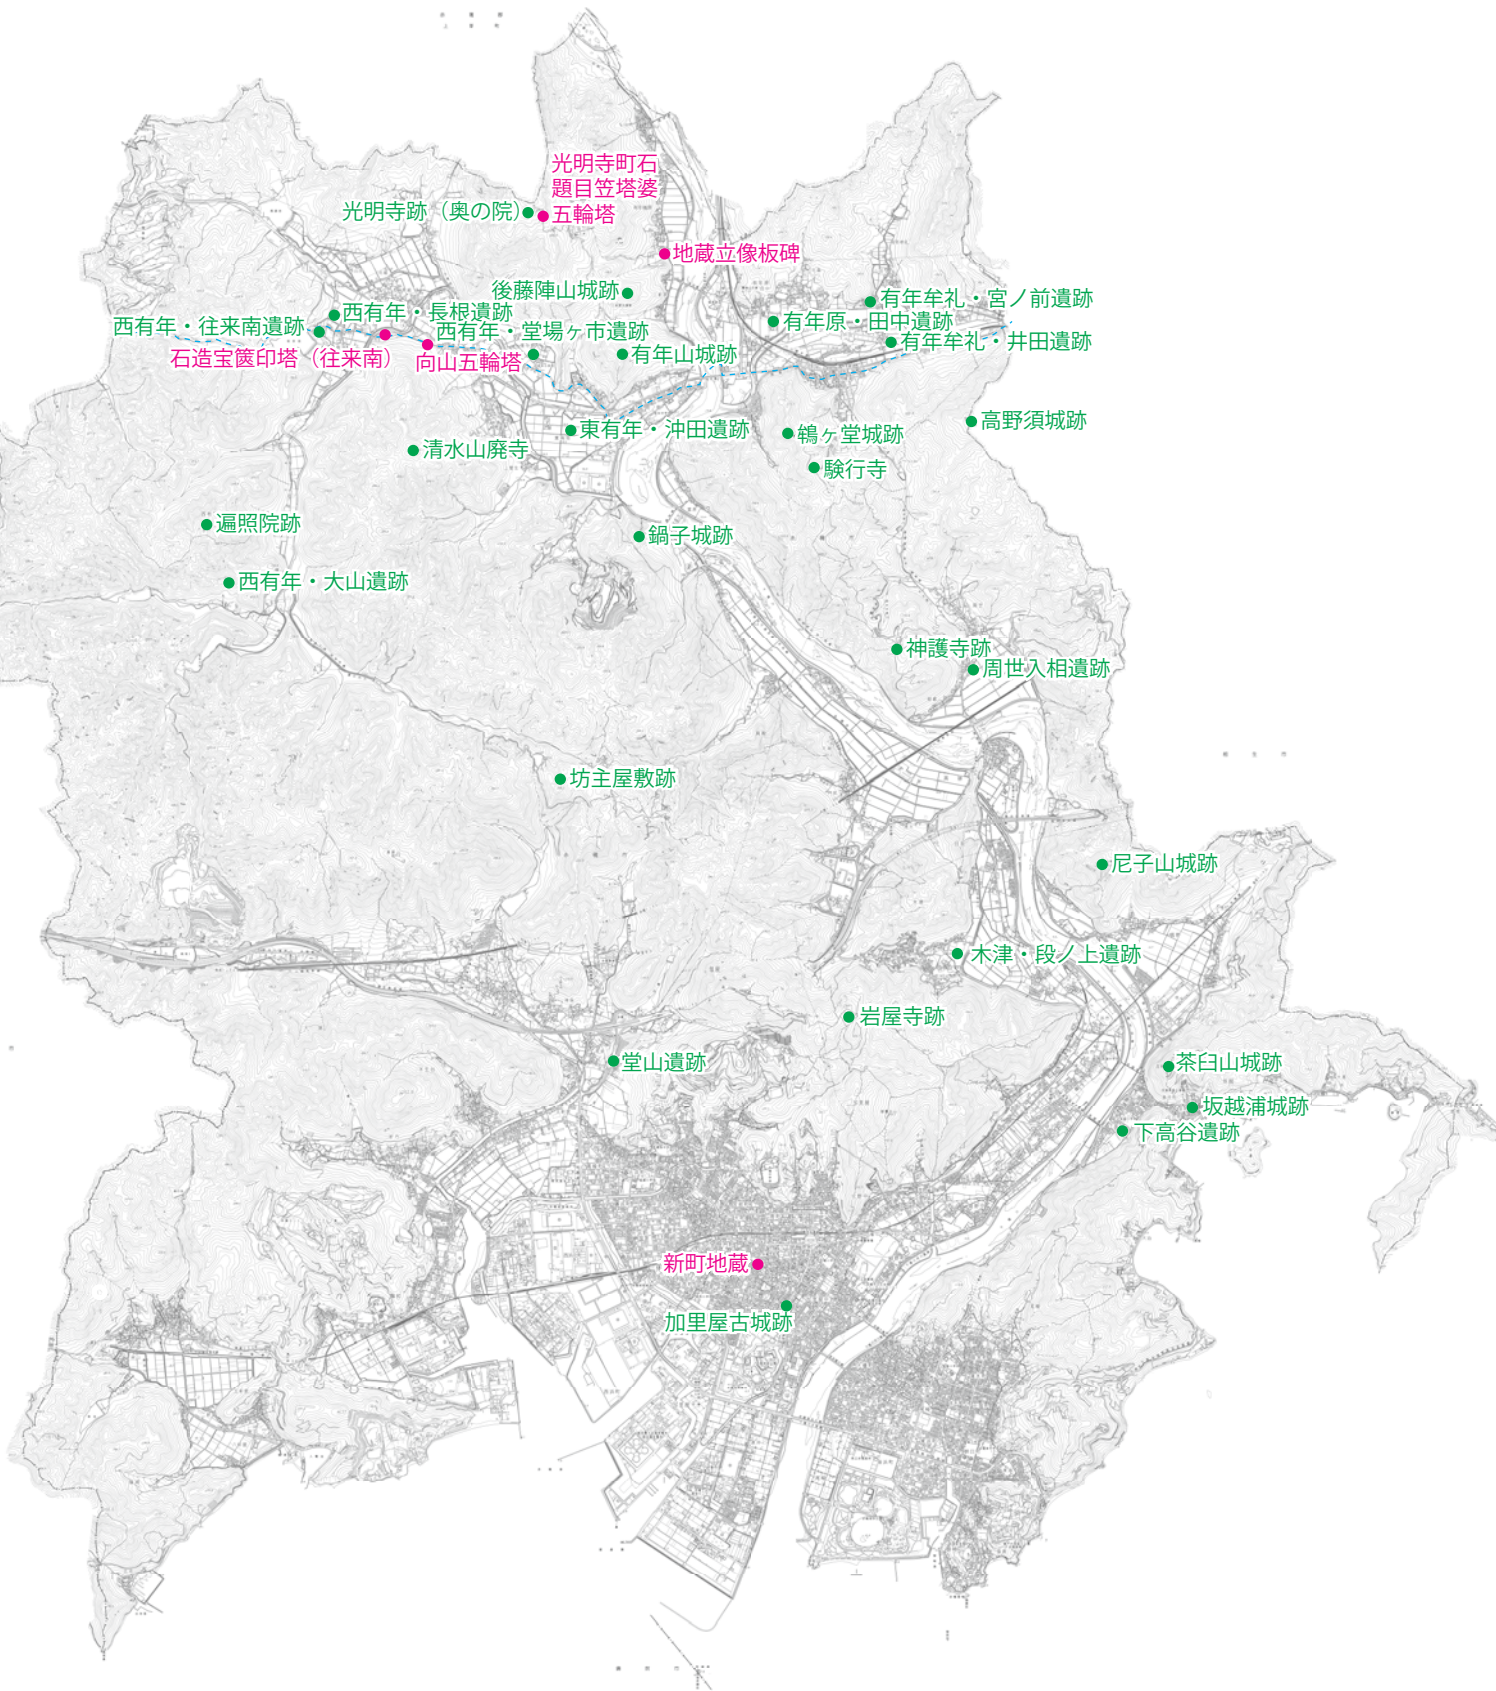 光明寺町石
題目笠塔婆
五輪塔
光明寺跡（奥の院）
地蔵立像板碑
後藤陣山城跡
有年牟礼・宮ノ前遺跡
西有年・長根遺跡
有年原・田中遺跡
西有年・往来南遺跡
西有年・堂場ヶ市遺跡
有年牟礼・井田遺跡
石造宝篋印塔（往来南）
向山五輪塔
有年山城跡
高野須城跡
東有年・沖田遺跡
鴾ヶ堂城跡
清水山廃寺
験行寺
遍照院跡
鍋子城跡
西有年・大山遺跡
神護寺跡
周世入相遺跡
坊主屋敷跡
尼子山城跡
木津・段ノ上遺跡
岩屋寺跡
堂山遺跡
茶臼山城跡
坂越浦城跡
下高谷遺跡
新町地蔵
加里屋古城跡